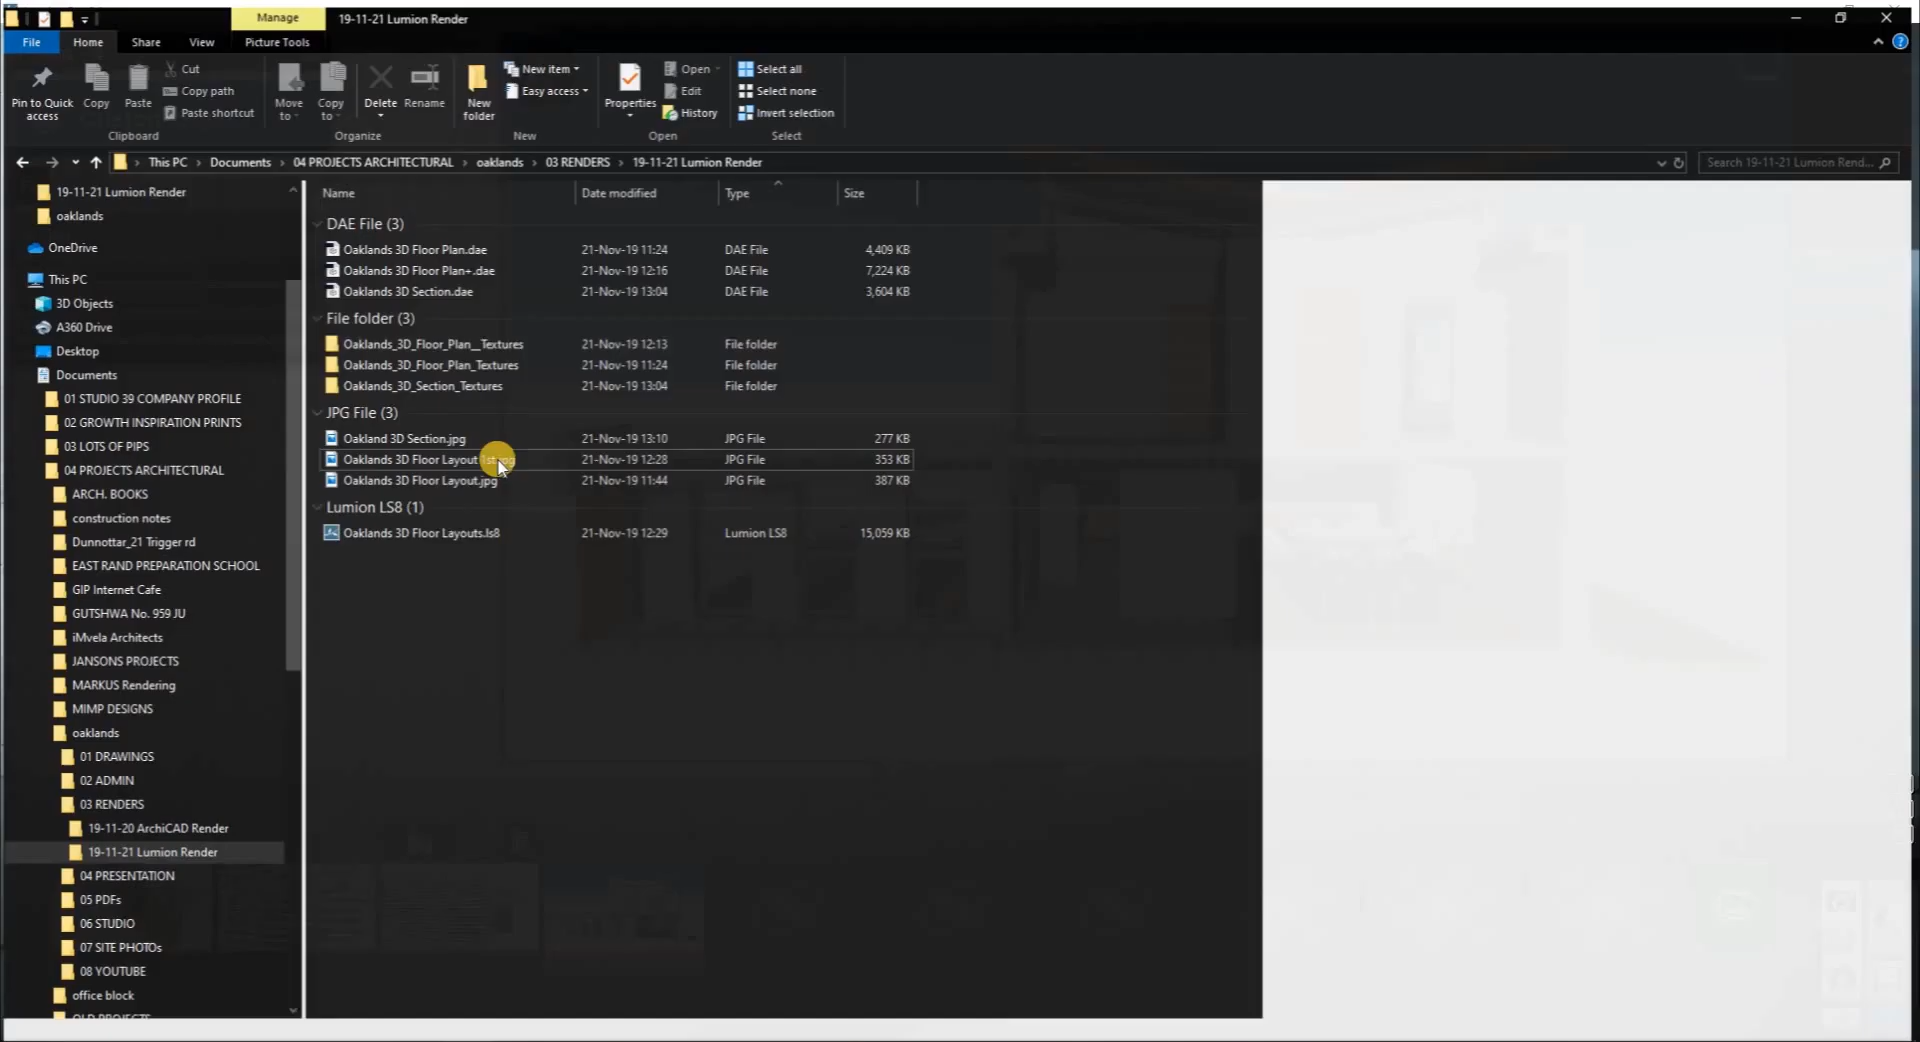 Manage
19-11-21 Lumion Render
File
Home
Share
View
Picture Tools
Pin to Quick access
Copy
Paste
Cut
Copy path
Paste shortcut
Clipboard
Move to
Copy to
Delete
Rename
Organize
New folder
New item
Easy access
New
Properties
Open
Edit
History
Open
Select all
Select none
Invert selection
Select
This PC › Documents › 04 PROJECTS ARCHITECTURAL › oaklands › 03 RENDERS › 19-11-21 Lumion Render
Search 19-11-21 Lumion Rend...
19-11-21 Lumion Render
oaklands
OneDrive
This PC
3D Objects
A360 Drive
Desktop
Documents
01 STUDIO 39 COMPANY PROFILE
02 GROWTH INSPIRATION PRINTS
03 LOTS OF PIPS
04 PROJECTS ARCHITECTURAL
ARCH. BOOKS
construction notes
Dunnottar_21 Trigger rd
EAST RAND PREPARATION SCHOOL
GIP Internet Cafe
GUTSHWA No. 959 JU
iMvela Architects
JANSONS PROJECTS
MARKUS Rendering
MIMP DESIGNS
oaklands
01 DRAWINGS
02 ADMIN
03 RENDERS
19-11-20 ArchiCAD Render
19-11-21 Lumion Render
04 PRESENTATION
05 PDFs
06 STUDIO
07 SITE PHOTOs
08 YOUTUBE
office block
OLD PROJECTS
Name Date modified Type Size
DAE File (3)
Oaklands 3D Floor Plan.dae 21-Nov-19 11:24 DAE File 4,409 KB
Oaklands 3D Floor Plan+.dae 21-Nov-19 12:16 DAE File 7,224 KB
Oaklands 3D Section.dae 21-Nov-19 13:04 DAE File 3,604 KB
File folder (3)
Oaklands_3D_Floor_Plan__Textures 21-Nov-19 12:13 File folder
Oaklands_3D_Floor_Plan_Textures 21-Nov-19 11:24 File folder
Oaklands_3D_Section_Textures 21-Nov-19 13:04 File folder
JPG File (3)
Oakland 3D Section.jpg 21-Nov-19 13:10 JPG File 277 KB
Oaklands 3D Floor Layout 1st.jpg 21-Nov-19 12:28 JPG File 353 KB
Oaklands 3D Floor Layout.jpg 21-Nov-19 11:44 JPG File 387 KB
Lumion LS8 (1)
Oaklands 3D Floor Layouts.ls8 21-Nov-19 12:29 Lumion LS8 15,059 KB